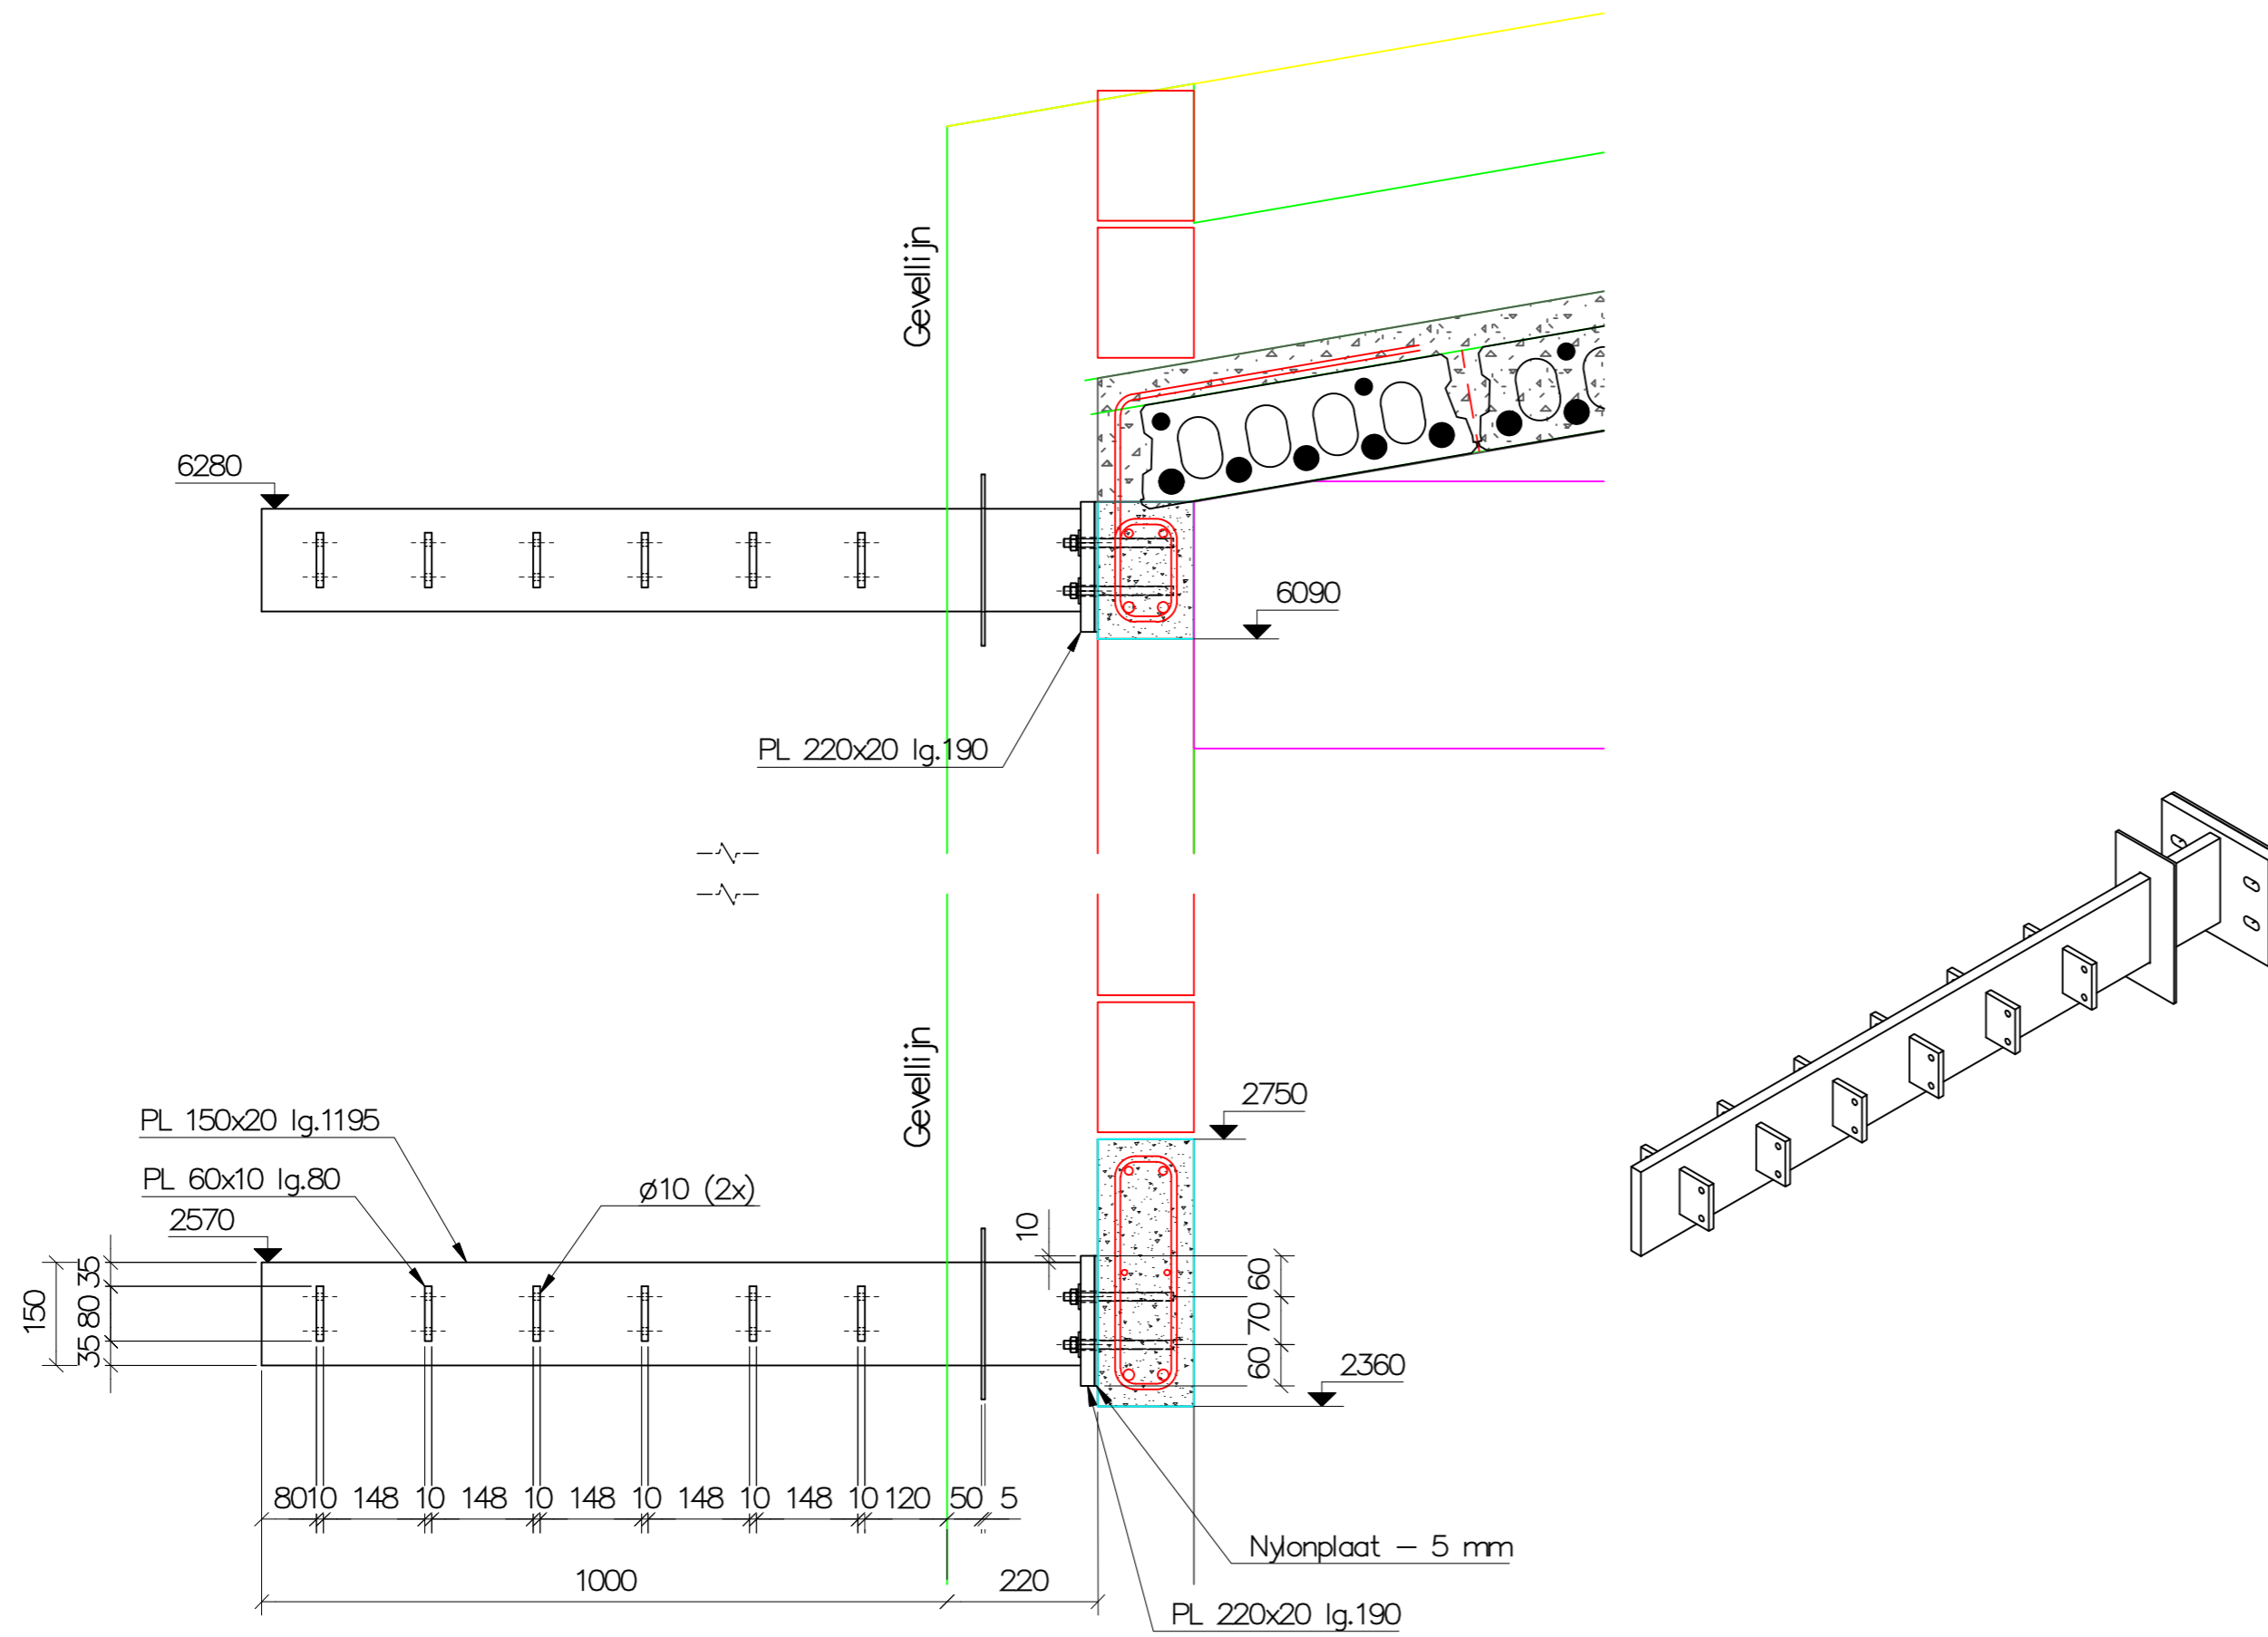 Gevellijn
6280
6090
PL 220x20 lg.190
Gevellijn
2750
PL 150x20 lg.1195
PL 60x10 lg.80
ø10 (2x)
2570
10
35
80
35
150
60
70
60
2360
80 10 148 10 148 10 148 10 148 10 148 10 120 50 5
Nylonplaat – 5 mm
1000
220
PL 220x20 lg.190